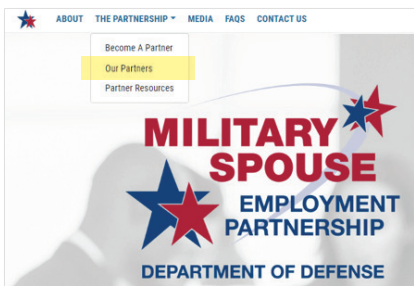 ABOUT THE PARTNERSHIP MEDIA FAQS CONTACT US
Become A Partner
Our Partners
Partner Resources
MILITARY
SPOUSE
EMPLOYMENT
PARTNERSHIP
DEPARTMENT OF DEFENSE